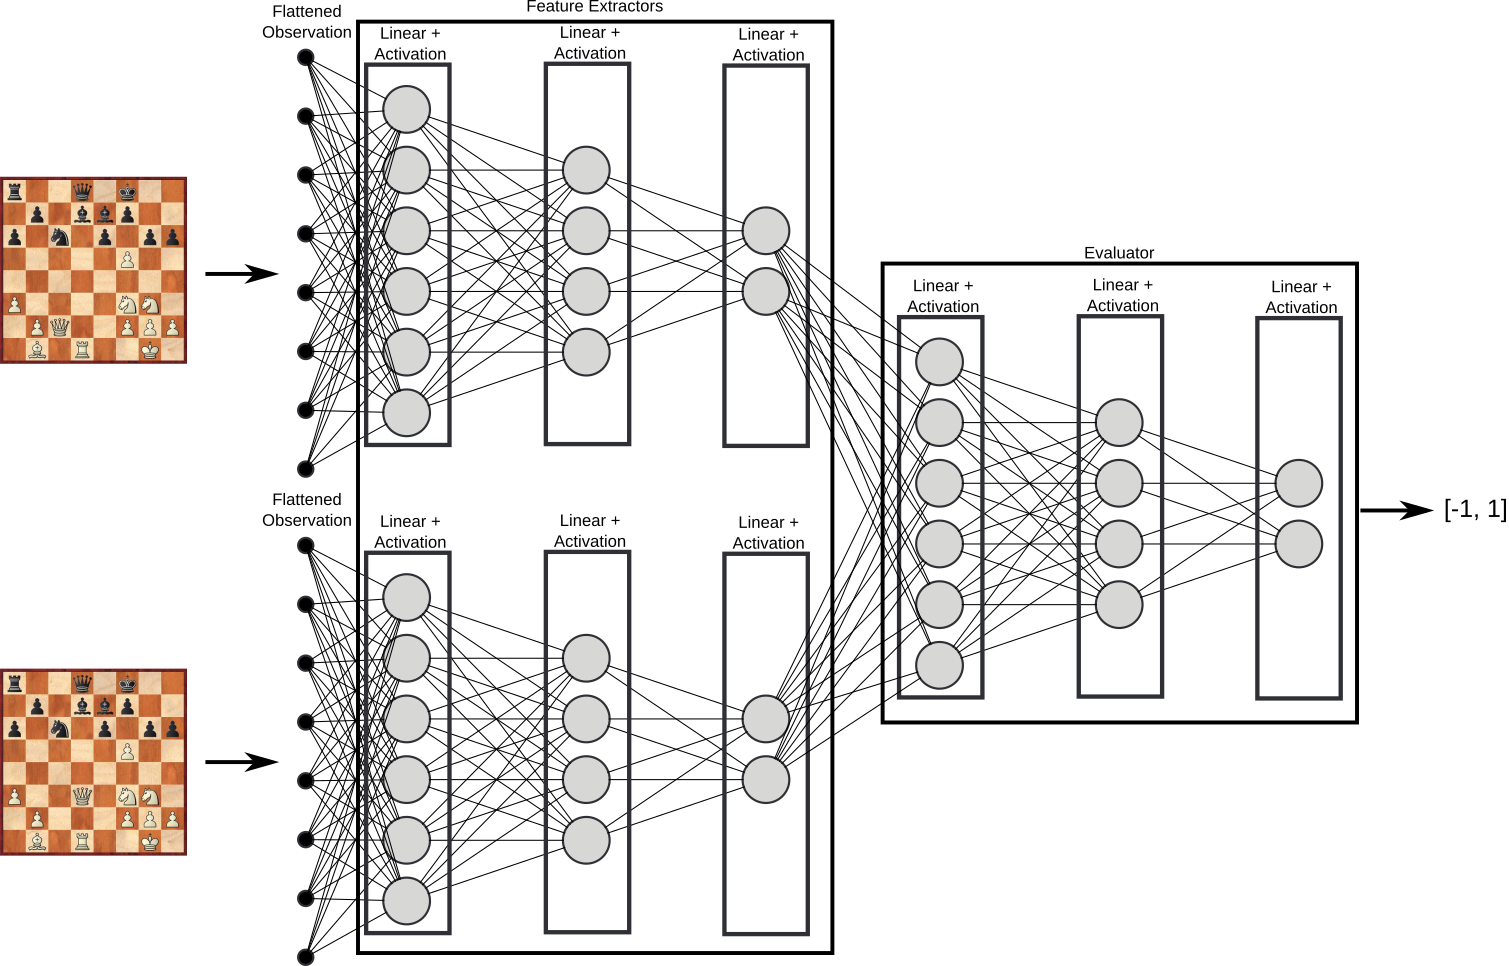 Feature Extractors
Flattened
Observation
Linear +
Activation
Linear +
Activation
Linear +
Activation
Evaluator
Linear +
Activation
Linear +
Activation
Linear +
Activation
[-1, 1]
Flattened
Observation
Linear +
Activation
Linear +
Activation
Linear +
Activation